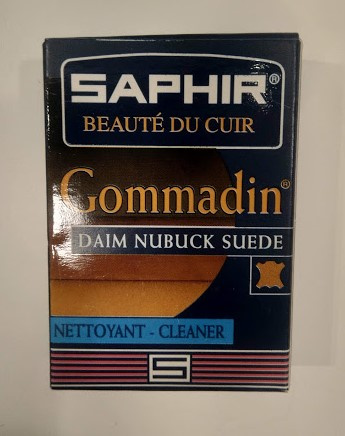 SAPHIR®
BEAUTÉ DU CUIR
Gommadin®
DAIM NUBUCK SUEDE
NETTOYANT - CLEANER
S